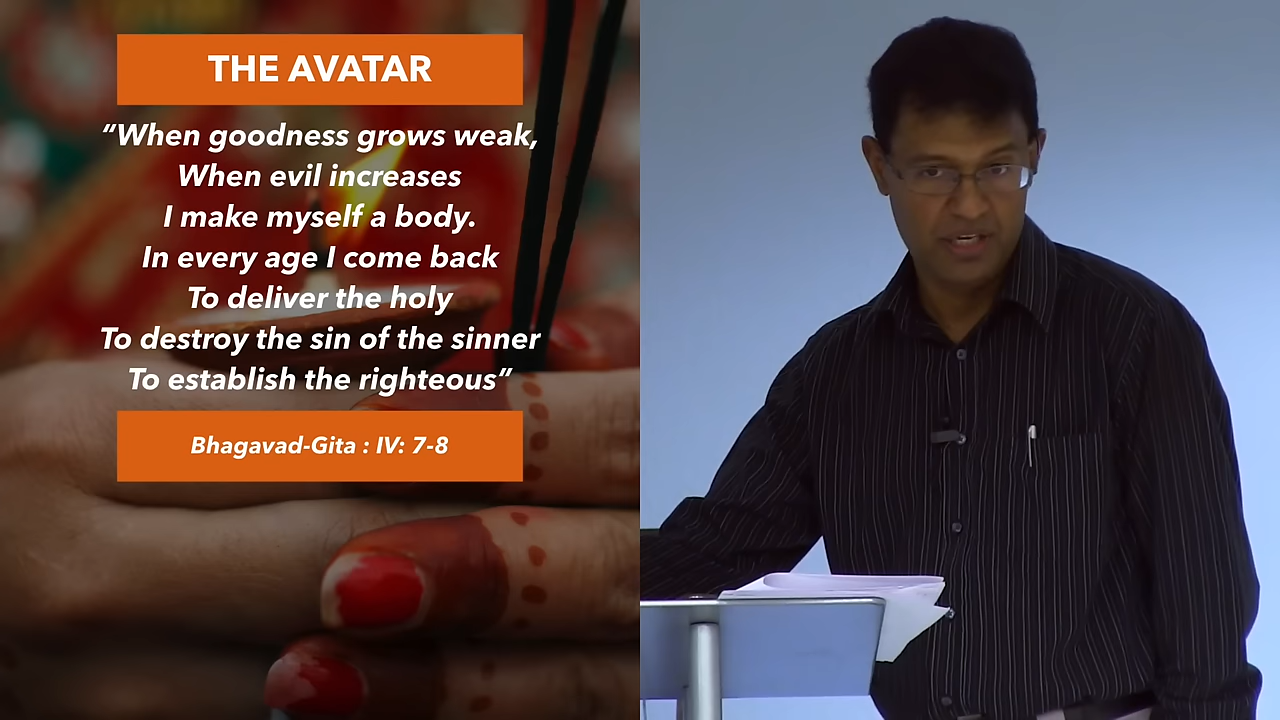 THE AVATAR
“When goodness grows weak,
When evil increases
I make myself a body.
In every age I come back
To deliver the holy
To destroy the sin of the sinner
To establish the righteous”
Bhagavad-Gita : IV: 7-8